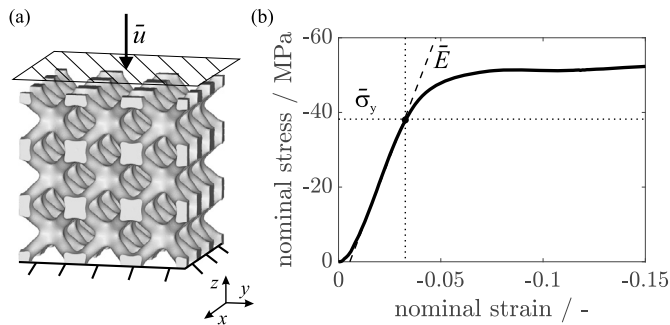 (a)
ū
z
y
x
(b)
-60
-40
-20
0
0
-0.05
-0.1
-0.15
nominal stress / MPa
nominal strain / -
σ̄y
Ē